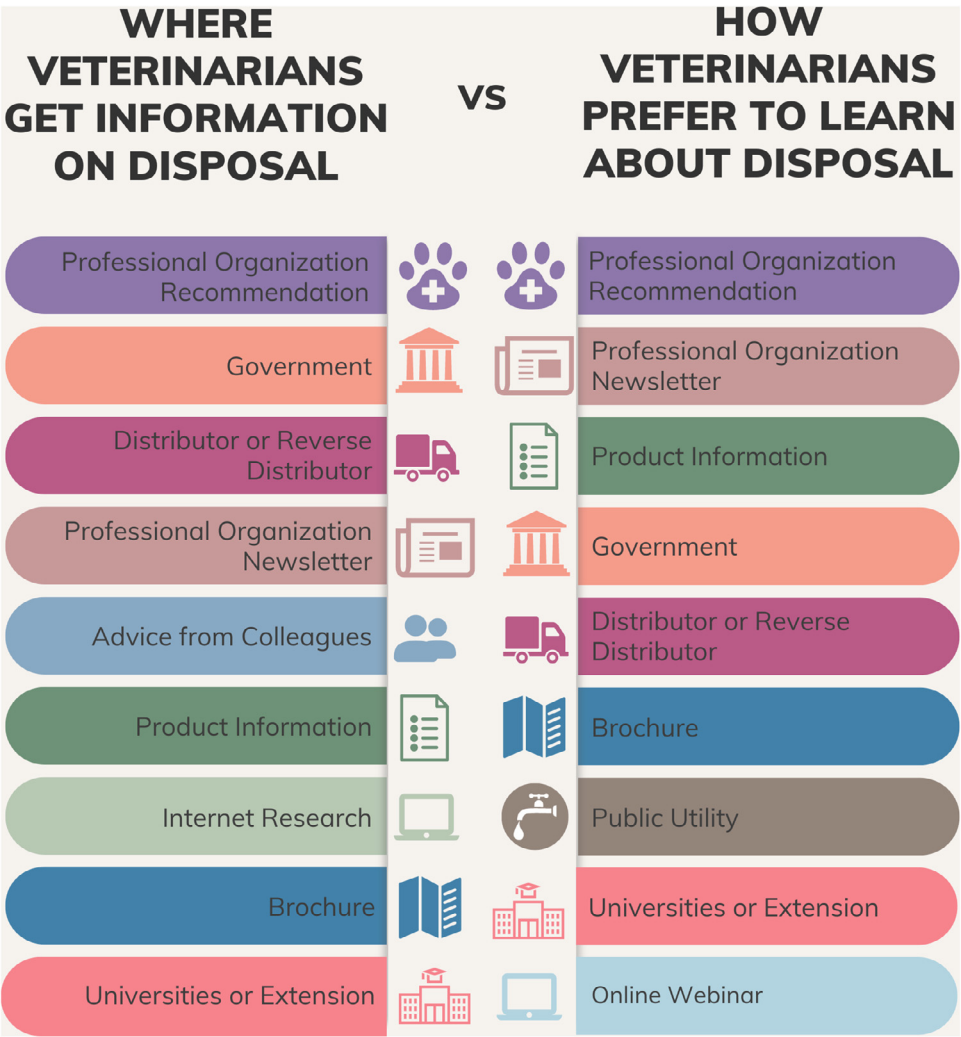 WHERE
VETERINARIANS
GET INFORMATION
ON DISPOSAL
VS
HOW
VETERINARIANS
PREFER TO LEARN
ABOUT DISPOSAL
Professional Organization
Recommendation
Government
Distributor or Reverse
Distributor
Professional Organization
Newsletter
Advice from Colleagues
Product Information
Internet Research
Brochure
Universities or Extension
Professional Organization
Recommendation
Professional Organization
Newsletter
Product Information
Government
Distributor or Reverse
Distributor
Brochure
Public Utility
Universities or Extension
Online Webinar